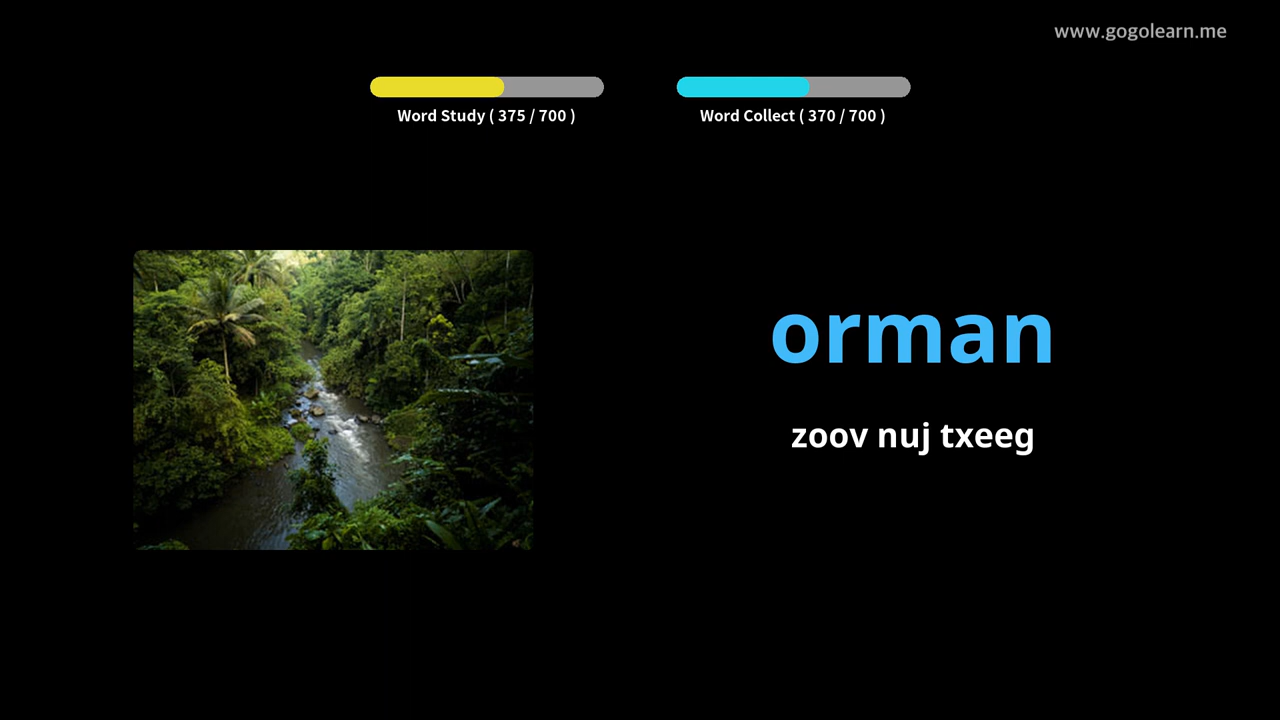 www.gogolearn.me
Word Study ( 375 / 700 )
Word Collect ( 370 / 700 )
orman
zoov nuj txeeg